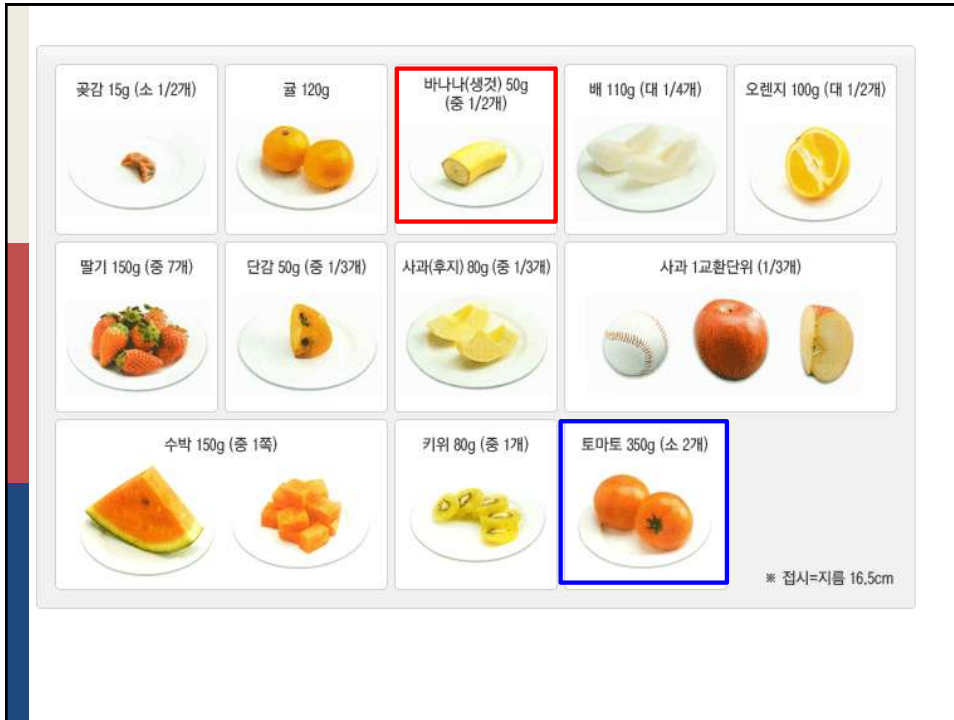 곶감 15g (소 1/2개)
귤 120g
바나나(생것) 50g
(중 1/2개)
배 110g (대 1/4개)
오렌지 100g (대 1/2개)
딸기 150g (중 7개)
단감 50g (중 1/3개)
사과(후지) 80g (중 1/3개)
사과 1교환단위 (1/3개)
수박 150g (중 1쪽)
키위 80g (중 1개)
토마토 350g (소 2개)
※ 접시=지름 16.5cm